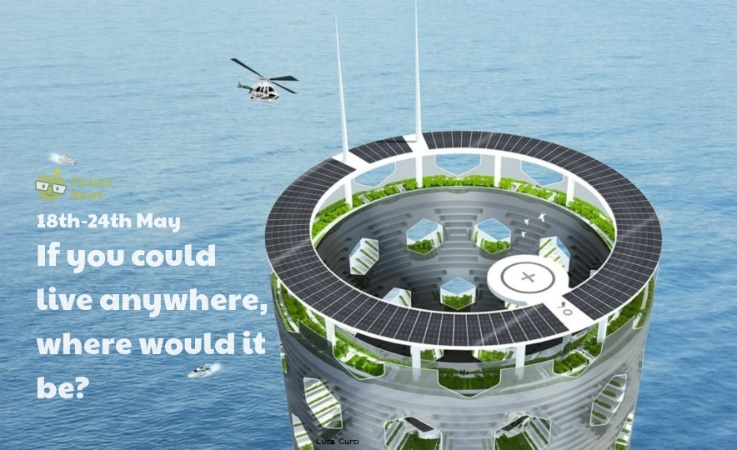 18th-24th May
If you could
live anywhere,
where would it
be?
Luca Curci